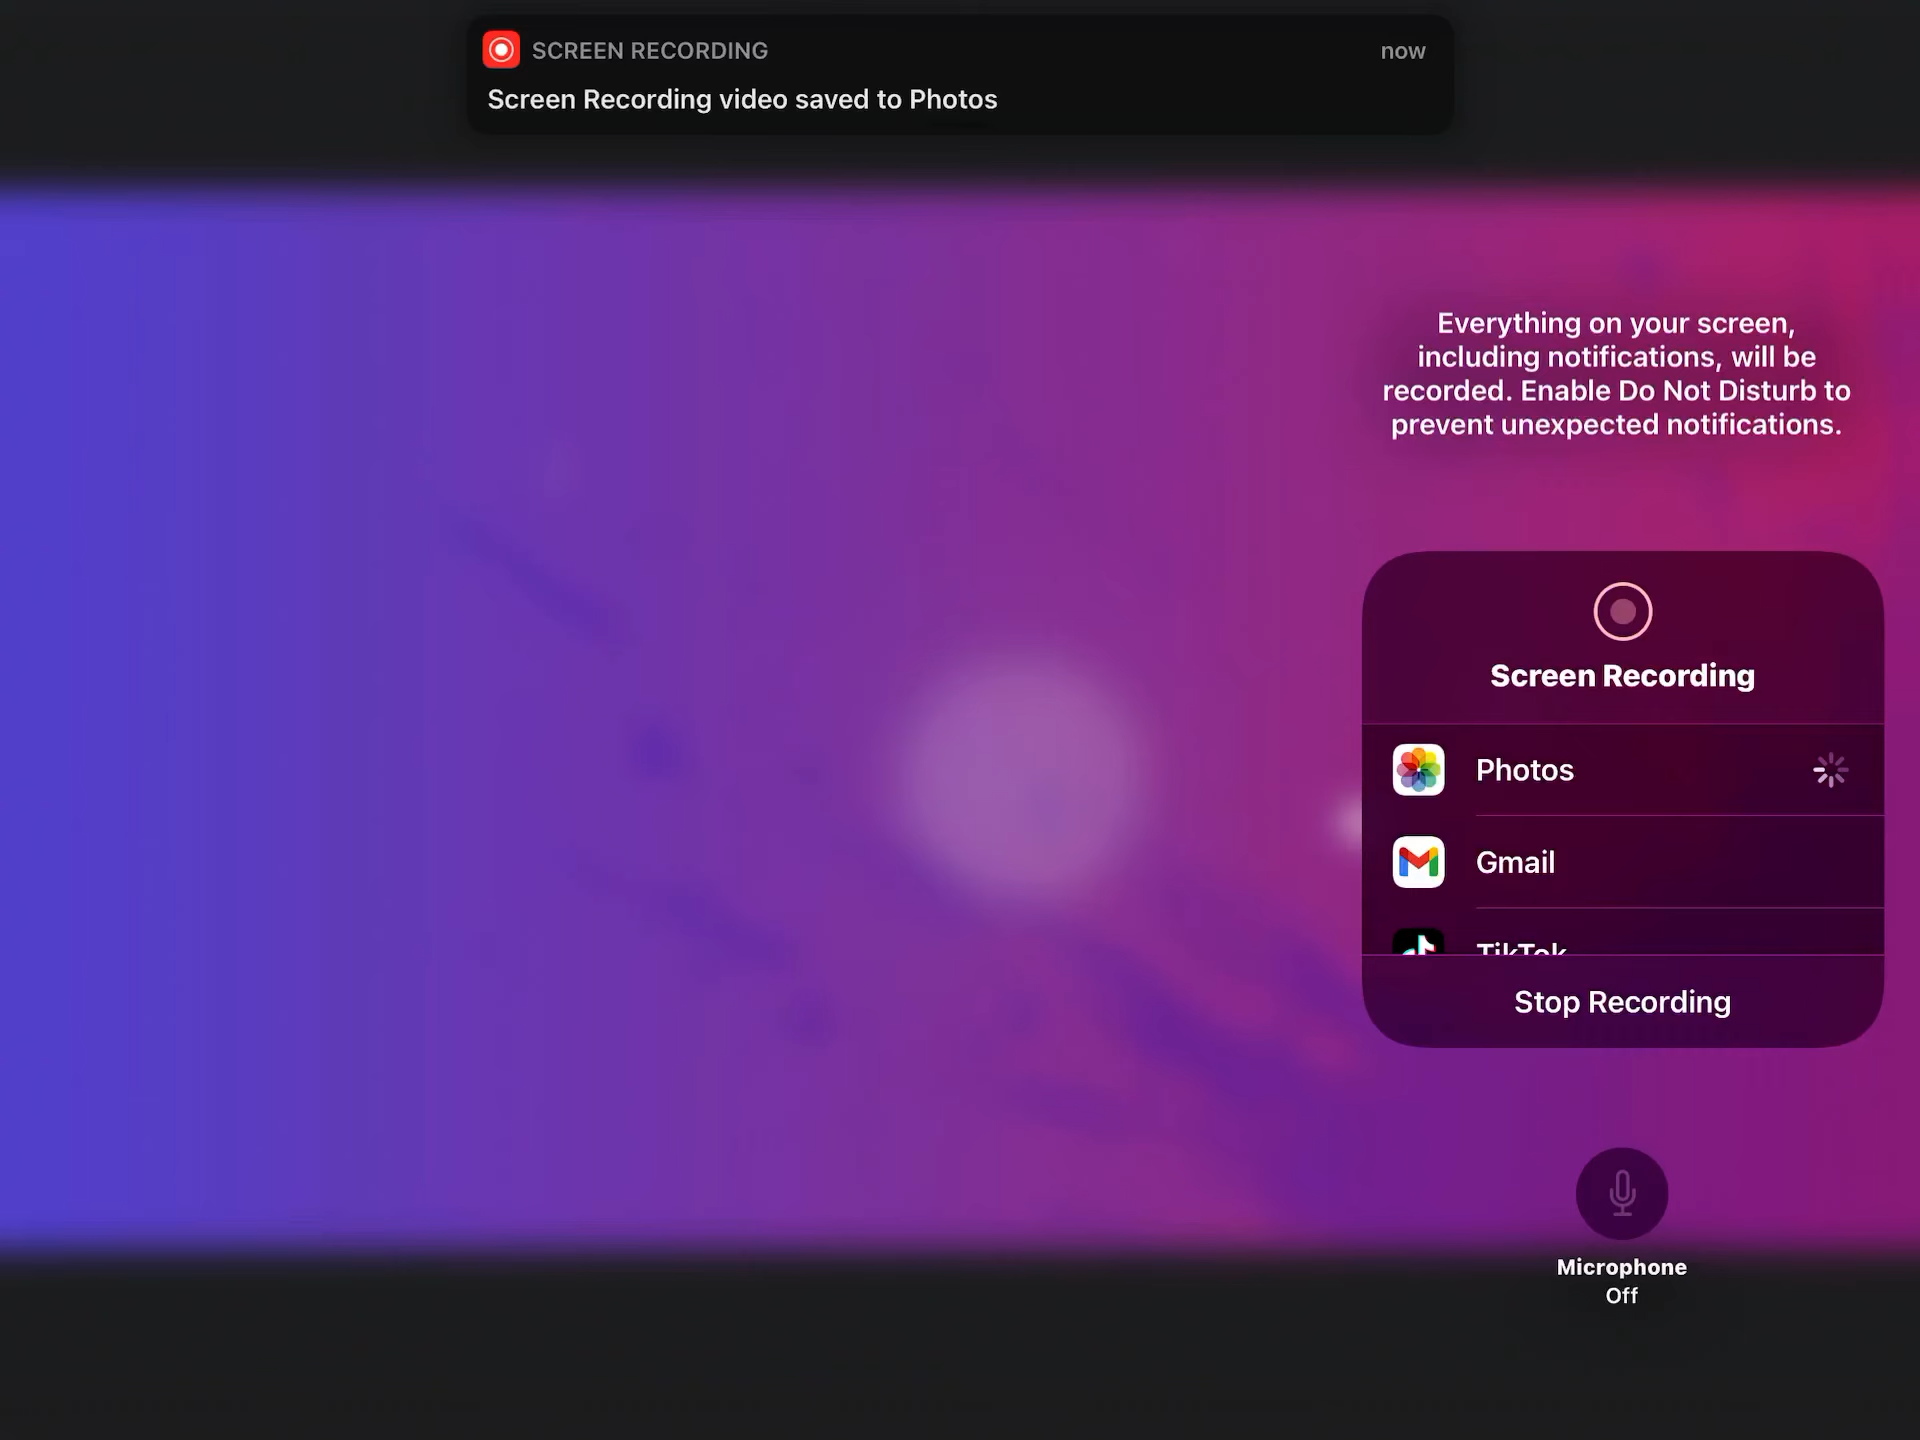 SCREEN RECORDING now
Screen Recording video saved to Photos
Everything on your screen,
including notifications, will be
recorded. Enable Do Not Disturb to
prevent unexpected notifications.
Screen Recording
Photos
Gmail
TikTok
Stop Recording
Microphone
Off